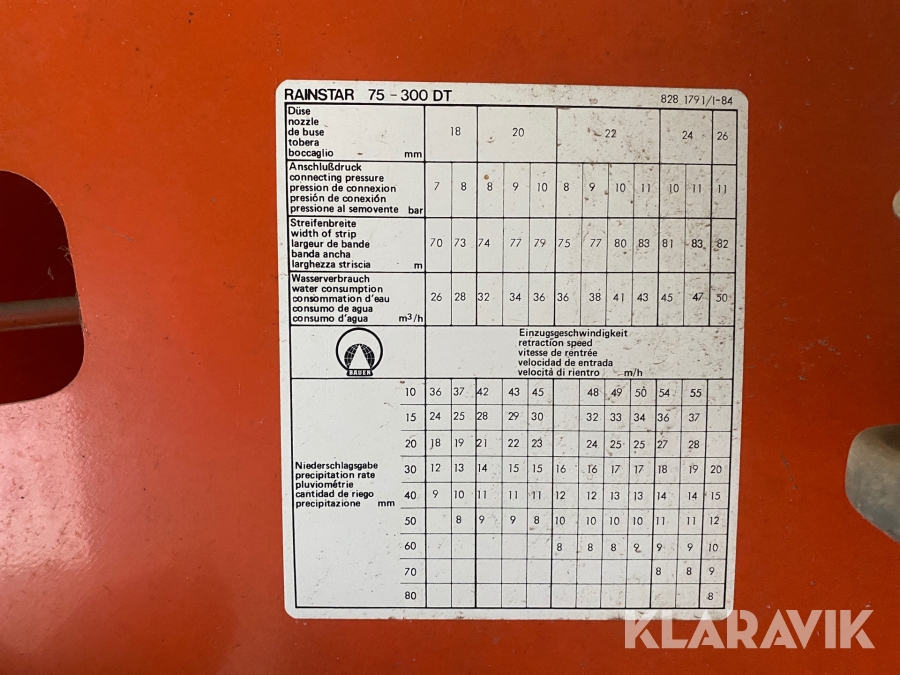 RAINSTAR 75 - 300 DT 828 1791/I-84
Düse
nozzle
de buse
tobera
boccaglio - mm 18 20 22 24 26
Anschlußdruck
connecting pressure
pression de connexion
presión de conexión
pressione al semovente bar 7 8 8 9 10 8 9 10 11 10 11 11
Streifenbreite
width of strip
largeur de bande
banda ancha
larghezza striscia m 70 73 74 77 79 75 77 80 83 81 83 82
Wasserverbrauch
water consumption
consommation d'eau
consumo de agua
consumo d'agua m³/h 26 28 32 34 36 36 38 41 43 45 47 50
BAUER
Einzugsgeschwindigkeit
retraction speed
vitesse de rentrée
velocidad de entrada
velocitá di rientro m/h
Niederschlagsgabe
precipitation rate
pluviométrie
cantidad de riego
precipitazione mm
10 36 37 42 43 45 48 49 50 54 55
15 24 25 28 29 30 32 33 34 36 37
20 18 19 21 22 23 24 25 25 27 28
30 12 13 14 15 15 16 16 17 17 18 19 20
40 9 10 11 11 11 12 12 13 13 14 14 15
50 8 9 9 8 10 10 10 10 11 11 12
60 8 8 8 9 9 9 10
70 8 8 9
80 8
KLARAVIK